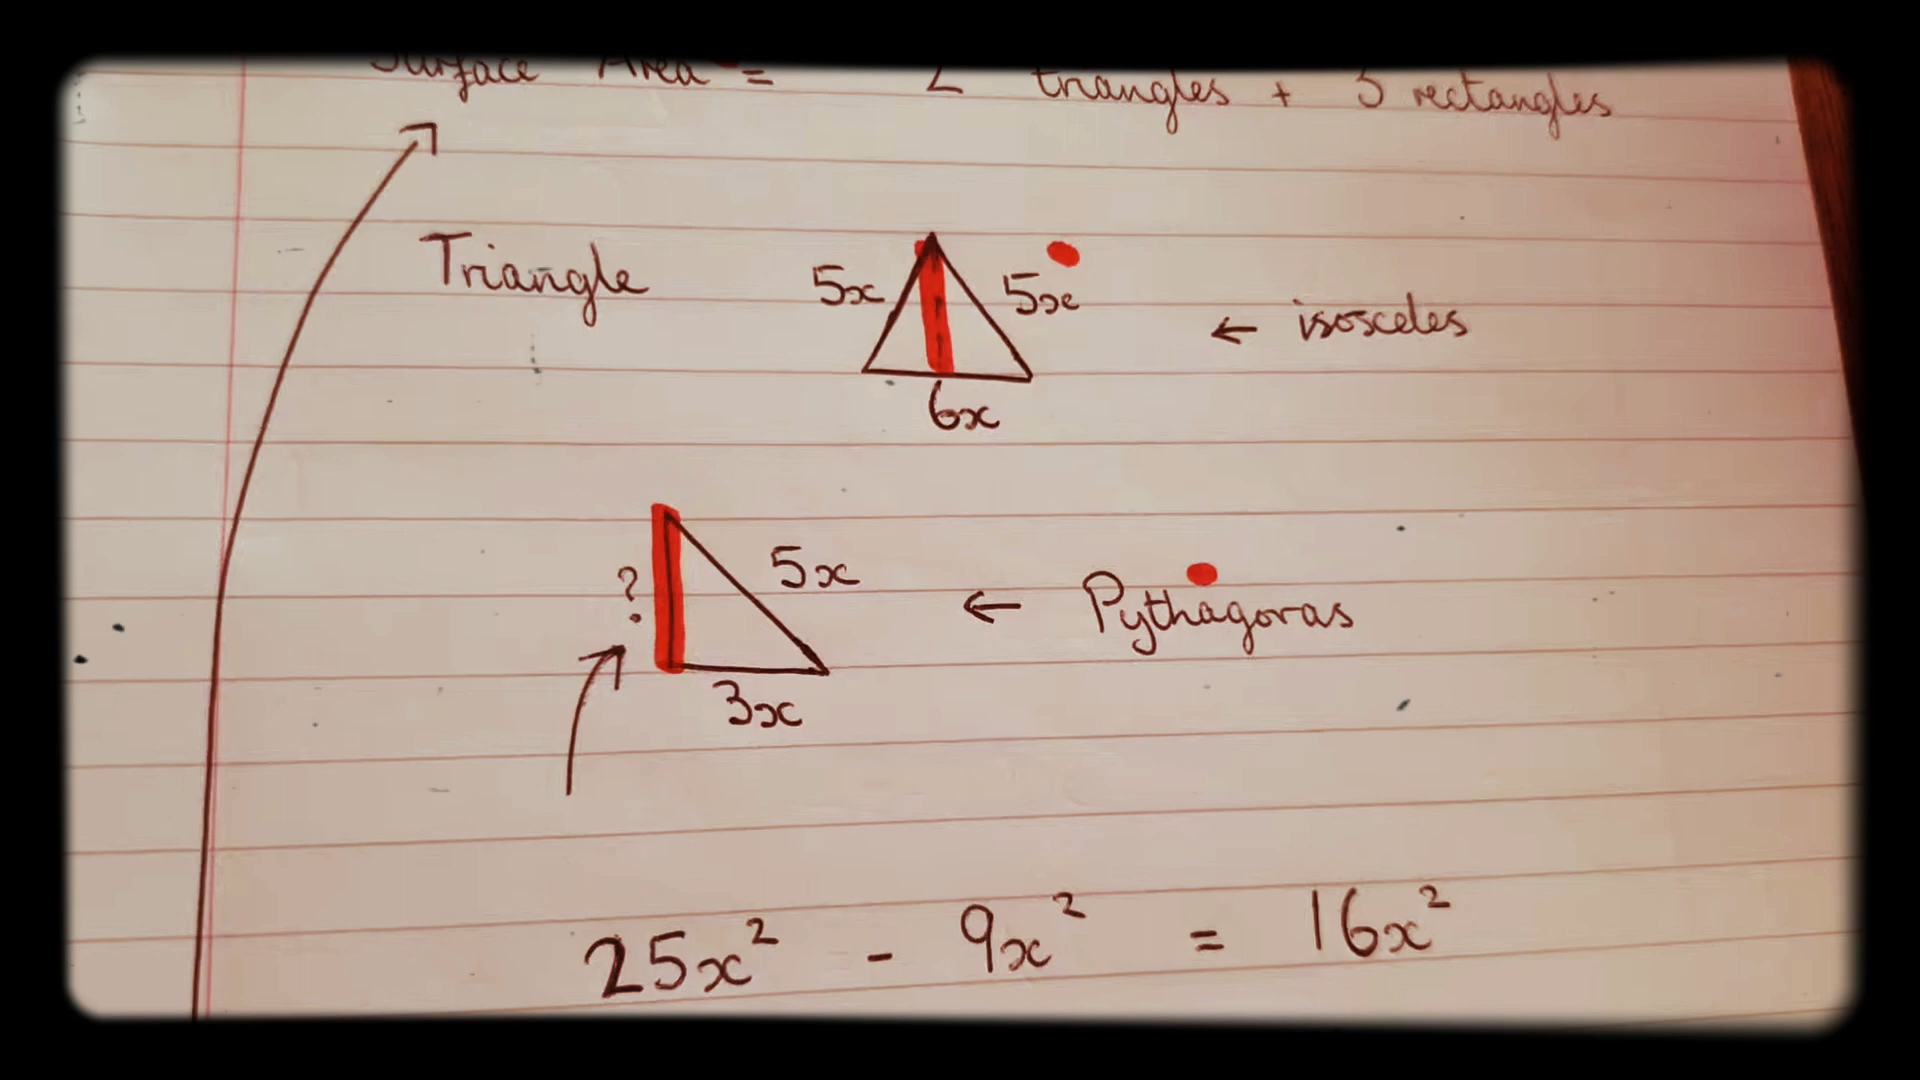 Surface Area = 2 triangles + 3 rectangles
Triangle
5x
5x
← isosceles
6x
?
5x
← Pythagoras
3x
25x² - 9x² = 16x²